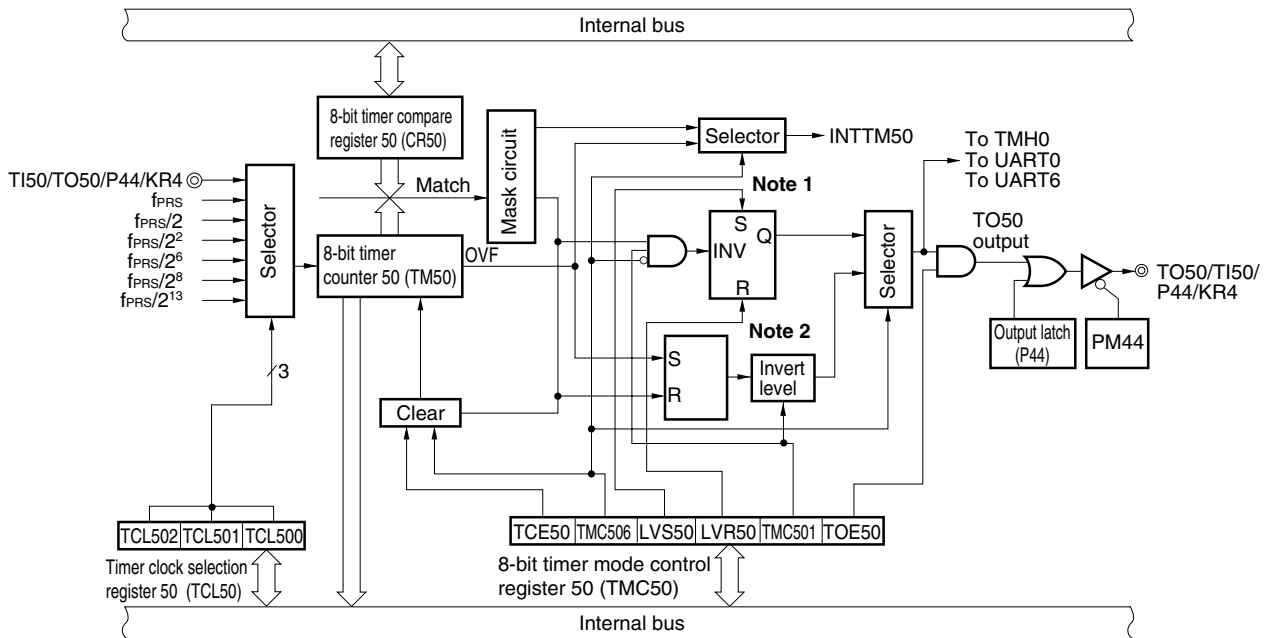 Internal bus
8-bit timer compare
register 50 (CR50)
Mask circuit
Selector
INTTM50
To TMH0
To UART0
To UART6
TI50/TO50/P44/KR4
fPRS
fPRS/2
fPRS/2²
fPRS/2⁶
fPRS/2⁸
fPRS/2¹³
Selector
Match
8-bit timer
counter 50 (TM50)
OVF
Note 1
S
INV
Q
R
Selector
TO50
output
TO50/TI50/
P44/KR4
Output latch
(P44)
PM44
Note 2
S
R
Invert
level
3
Clear
TCL502
TCL501
TCL500
Timer clock selection
register 50 (TCL50)
TCE50
TMC506
LVS50
LVR50
TMC501
TOE50
8-bit timer mode control
register 50 (TMC50)
Internal bus